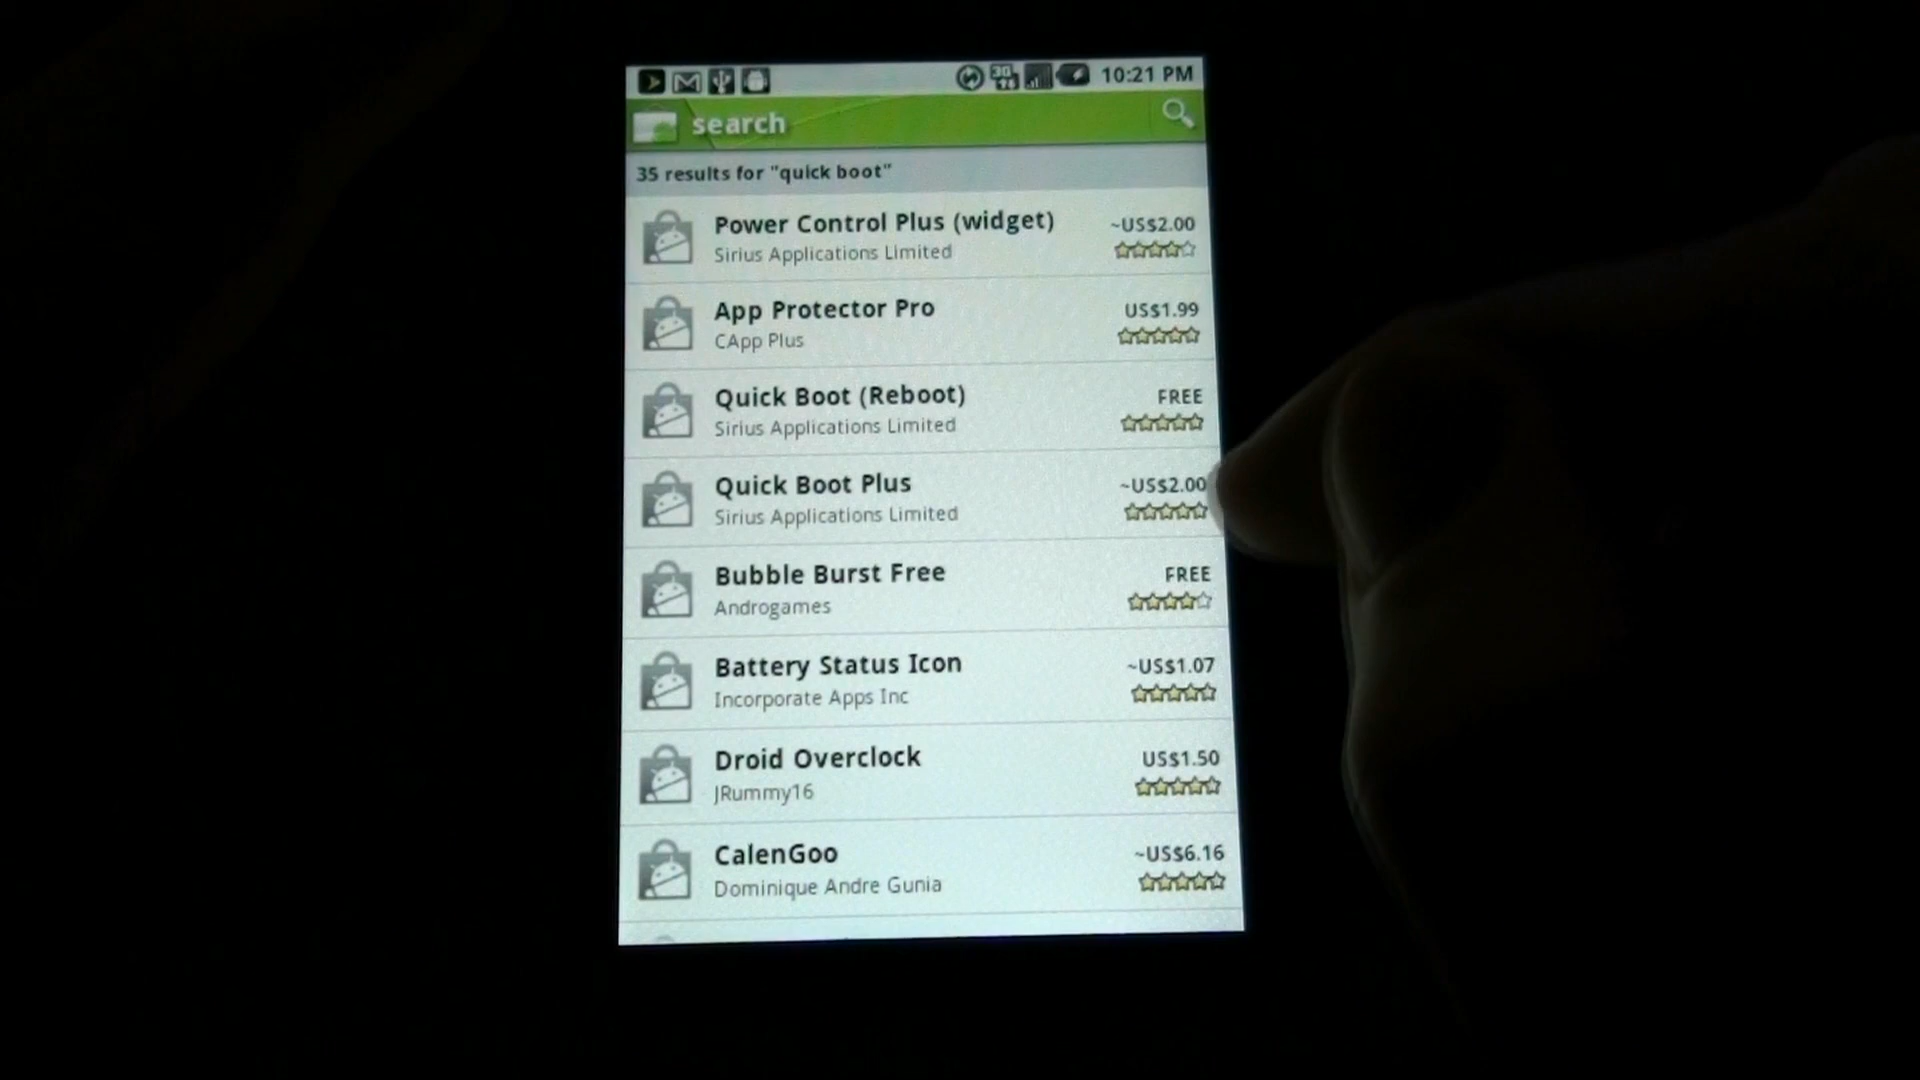 10:21 PM
search
35 results for "quick boot"
Power Control Plus (widget)
~US$2.00
Sirius Applications Limited
App Protector Pro
US$1.99
CApp Plus
Quick Boot (Reboot)
FREE
Sirius Applications Limited
Quick Boot Plus
~US$2.00
Sirius Applications Limited
Bubble Burst Free
FREE
Androgames
Battery Status Icon
~US$1.07
Incorporate Apps Inc
Droid Overclock
US$1.50
JRummy16
CalenGoo
~US$6.16
Dominique Andre Gunia